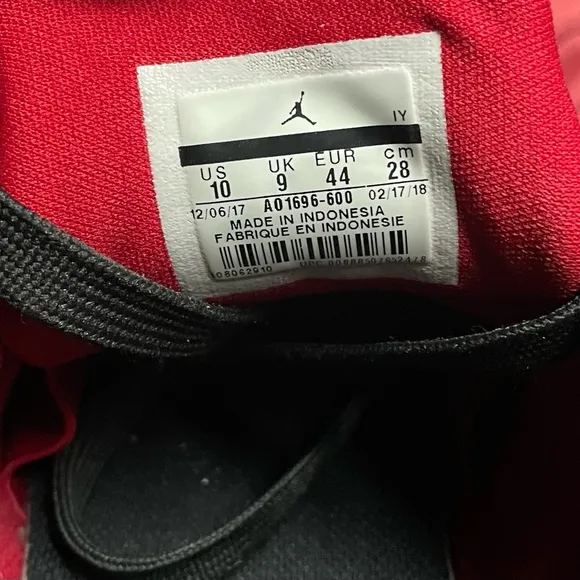 IY
US UK EUR cm
10 9 44 28
12/06/17 AO1696-600 02/17/18
MADE IN INDONESIA
FABRIQUE EN INDONESIE